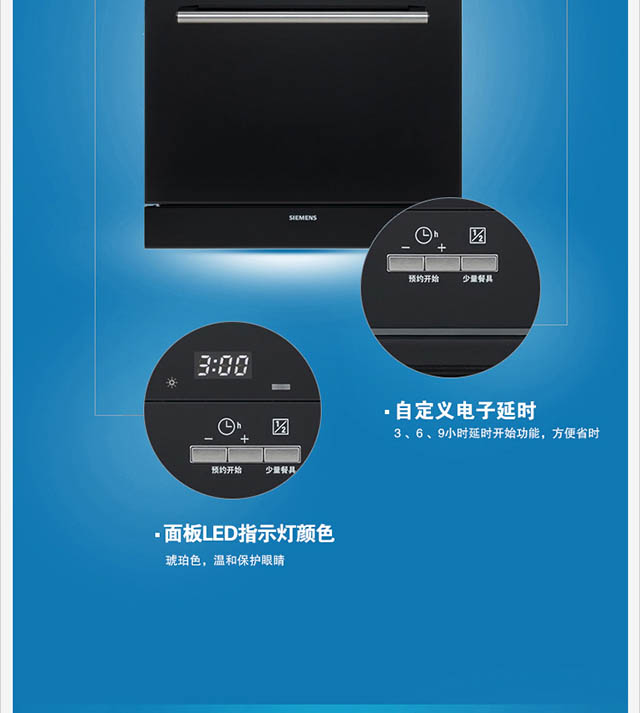 SIEMENS
h
− +
1/2
预约开始 少量餐具
3:00
h
− +
1/2
预约开始 少量餐具
· 自定义电子延时
3、6、9小时延时开始功能，方便省时
· 面板LED指示灯颜色
琥珀色，温和保护眼睛